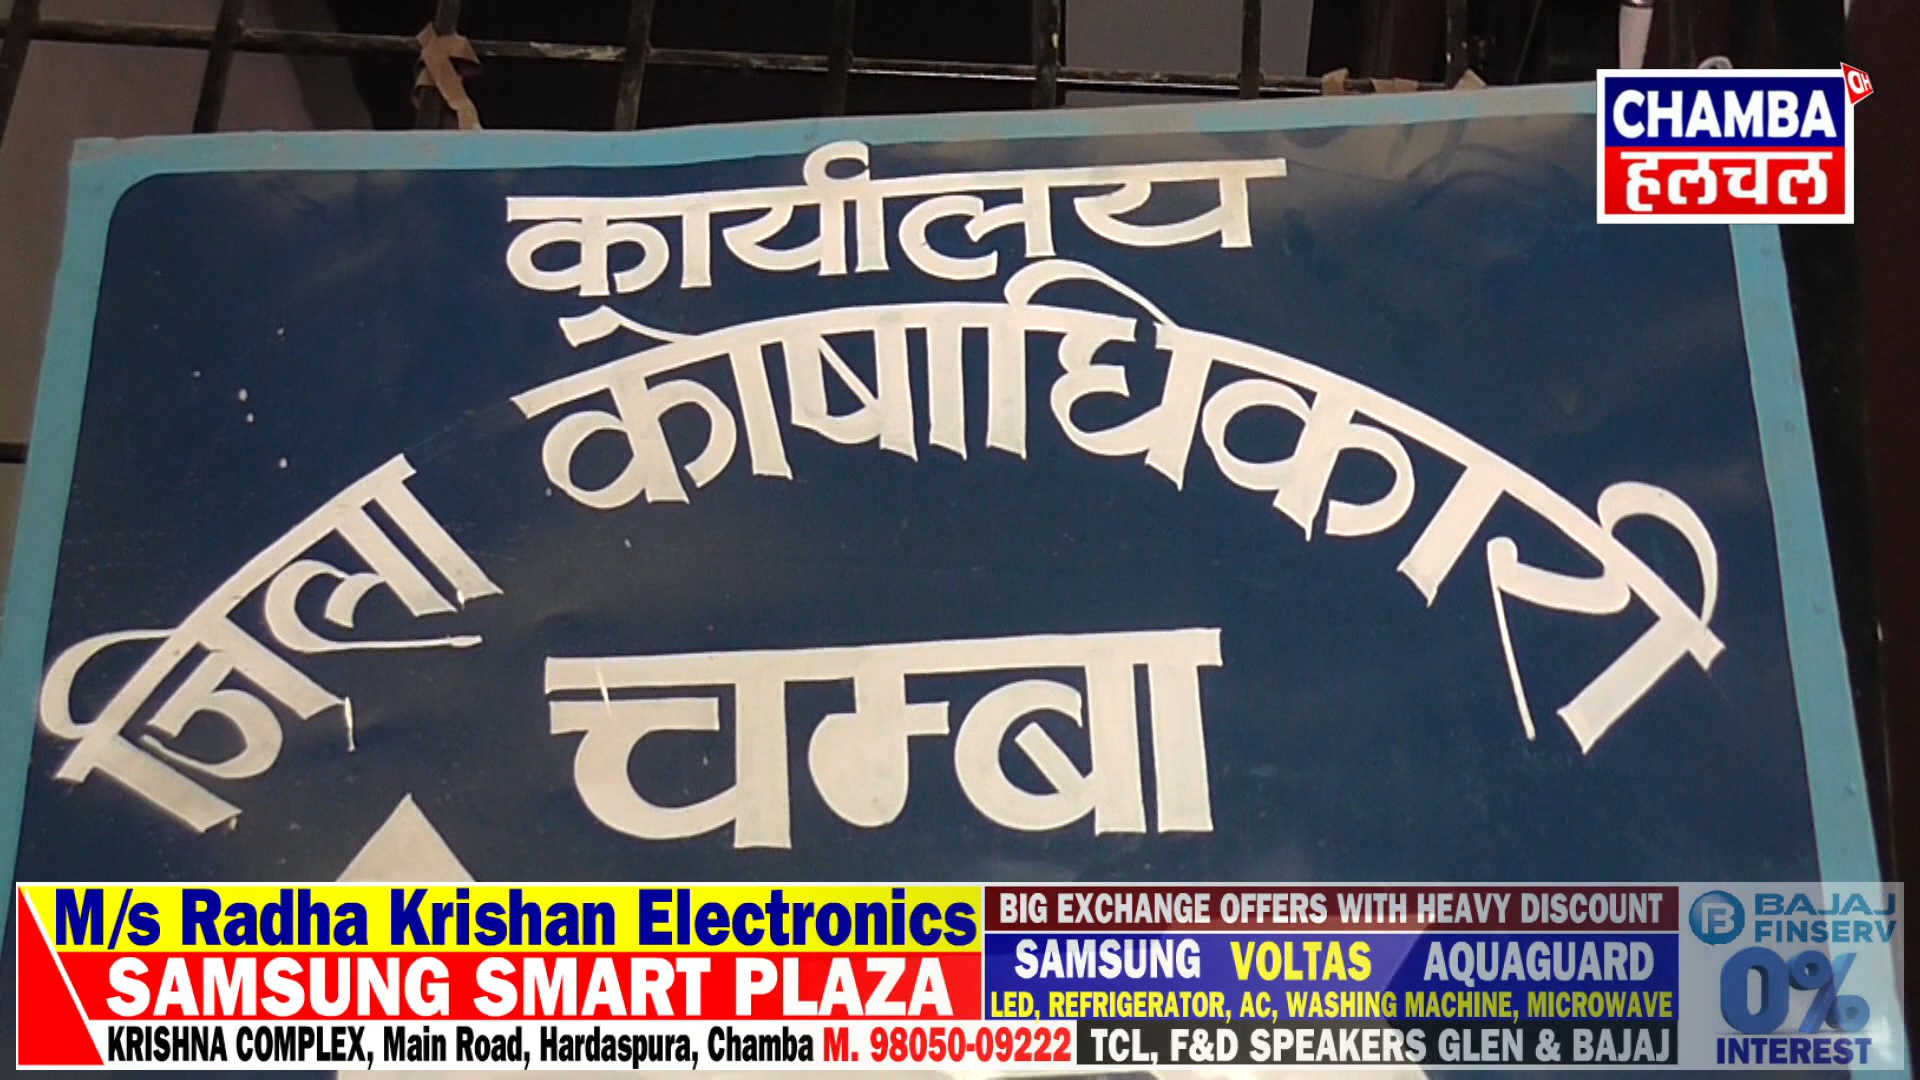 CHAMBA
हलचल
कार्यालय
जिला कोषाधिकारी
चम्बा
M/s Radha Krishan Electronics
SAMSUNG SMART PLAZA
KRISHNA COMPLEX, Main Road, Hardaspura, Chamba M. 98050-09222
BIG EXCHANGE OFFERS WITH HEAVY DISCOUNT
SAMSUNG VOLTAS AQUAGUARD
LED, REFRIGERATOR, AC, WASHING MACHINE, MICROWAVE
TCL, F&D SPEAKERS GLEN & BAJAJ
BAJAJ
FINSERV
0%
INTEREST